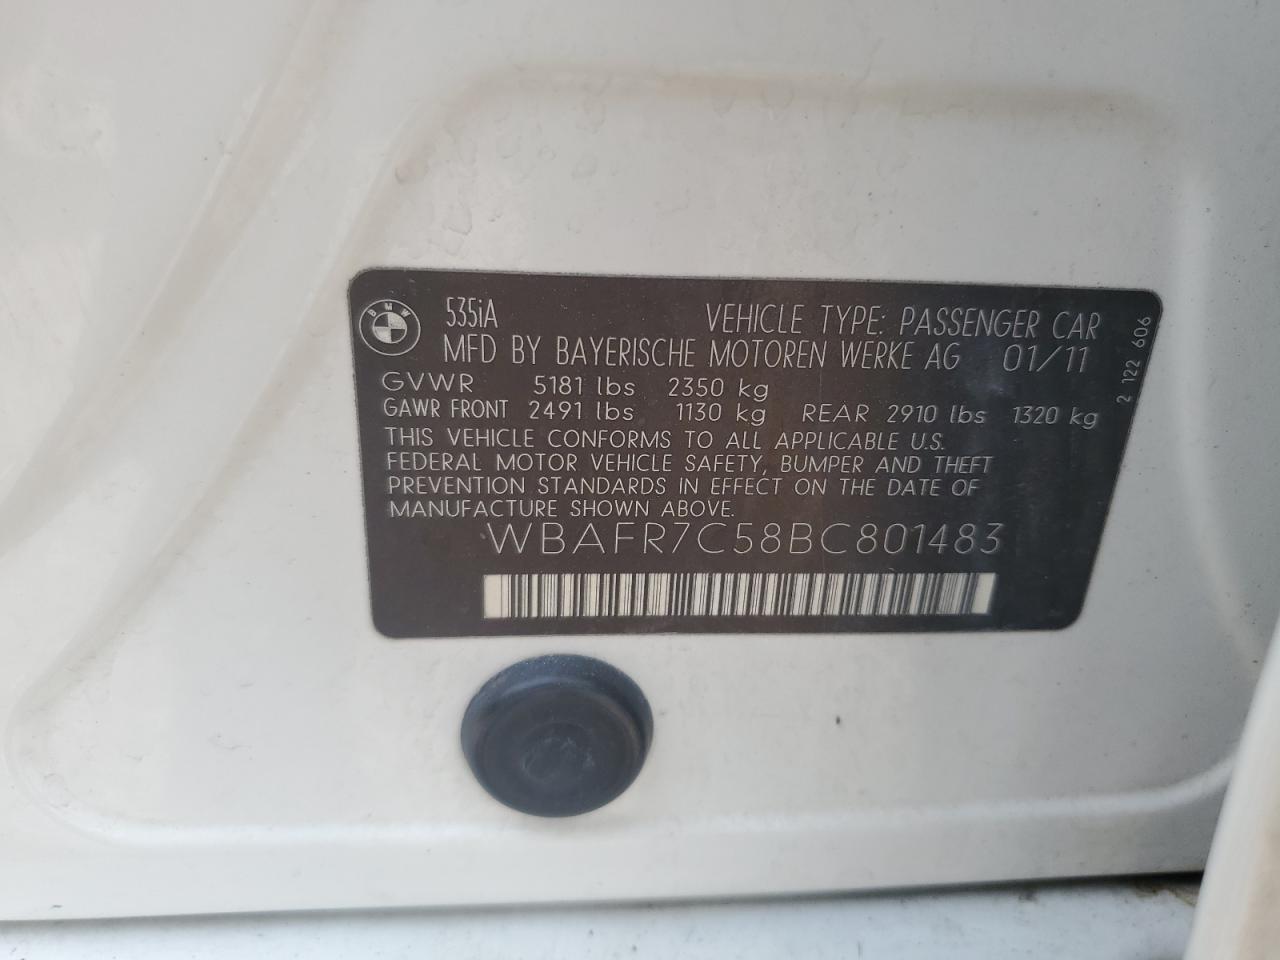 BMW
535iA VEHICLE TYPE: PASSENGER CAR
MFD BY BAYERISCHE MOTOREN WERKE AG 01/11
GVWR 5181 lbs 2350 kg
GAWR FRONT 2491 lbs 1130 kg REAR 2910 lbs 1320 kg
THIS VEHICLE CONFORMS TO ALL APPLICABLE U.S.
FEDERAL MOTOR VEHICLE SAFETY, BUMPER AND THEFT
PREVENTION STANDARDS IN EFFECT ON THE DATE OF
MANUFACTURE SHOWN ABOVE.
WBAFR7C58BC801483
2 122 606